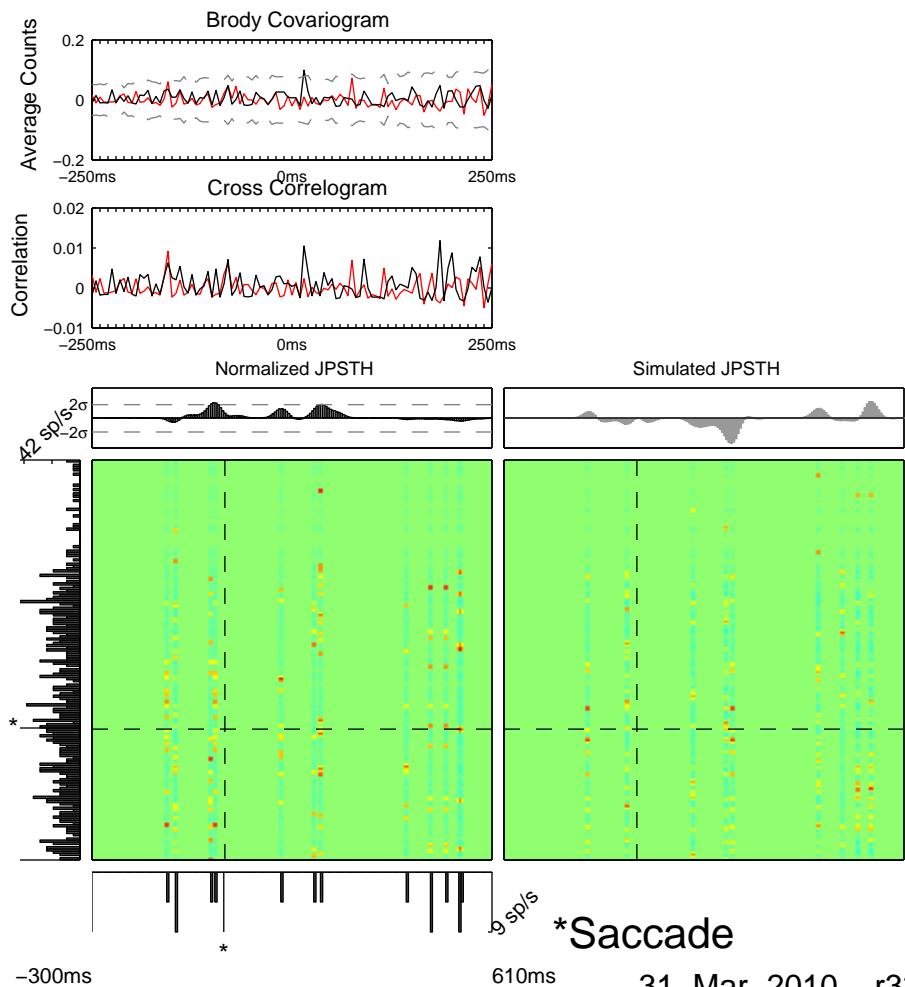 Brody Covariogram
Average Counts
0.2
0
−0.2
−250ms
0ms
250ms
Cross Correlogram
Correlation
0.02
0.01
0
−0.01
−250ms
0ms
250ms
Normalized JPSTH
Simulated JPSTH
2σ
−2σ
42 sp/s
*
*
9 sp/s
*Saccade
−300ms
610ms
31 Mar 2010